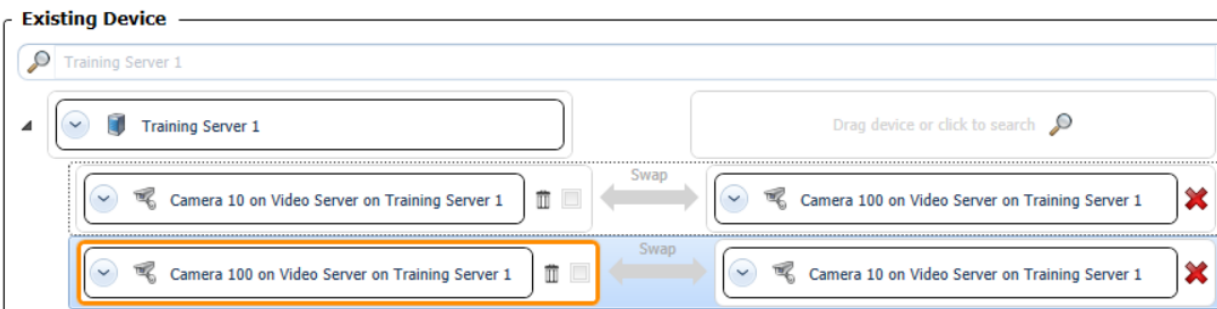 Existing Device
Training Server 1
Training Server 1
Drag device or click to search
Camera 10 on Video Server on Training Server 1
Swap
Camera 100 on Video Server on Training Server 1
Camera 100 on Video Server on Training Server 1
Swap
Camera 10 on Video Server on Training Server 1